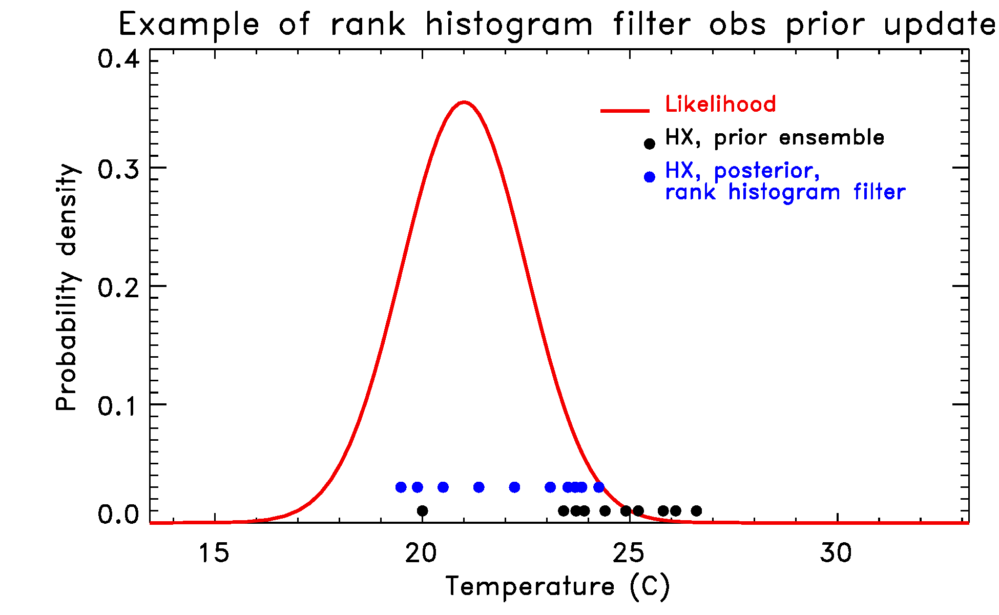 Example of rank histogram filter obs prior update
0.4
0.3
0.2
0.1
0.0
Probability density
Likelihood
HX, prior ensemble
HX, posterior,
rank histogram filter
15 20 25 30
Temperature (C)